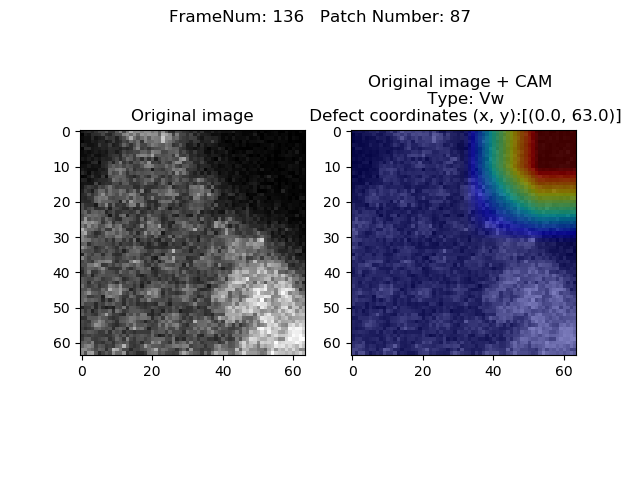 FrameNum: 136   Patch Number: 87
Original image
Original image + CAM
Type: Vw
Defect coordinates (x, y):[(0.0, 63.0)]
0
10
20
30
40
50
60
0 20 40 60
0
10
20
30
40
50
60
0 20 40 60